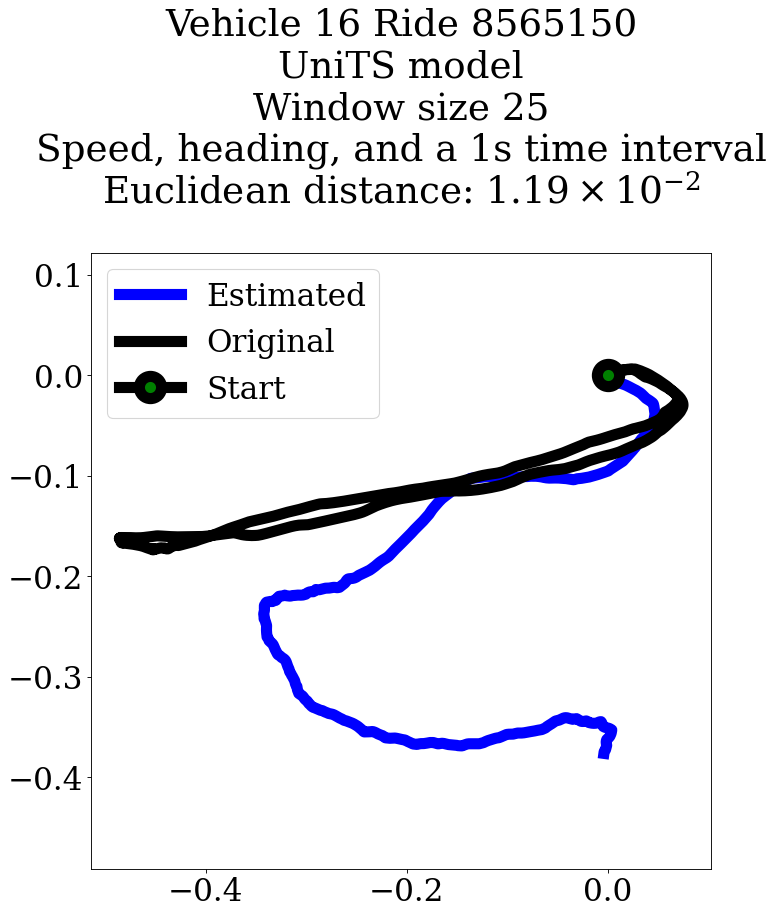 Vehicle 16 Ride 8565150
UniTS model
Window size 25
Speed, heading, and a 1s time interval
Euclidean distance: 1.19 × 10⁻²
Estimated
Original
Start
0.1
0.0
−0.1
−0.2
−0.3
−0.4
−0.4 −0.2 0.0